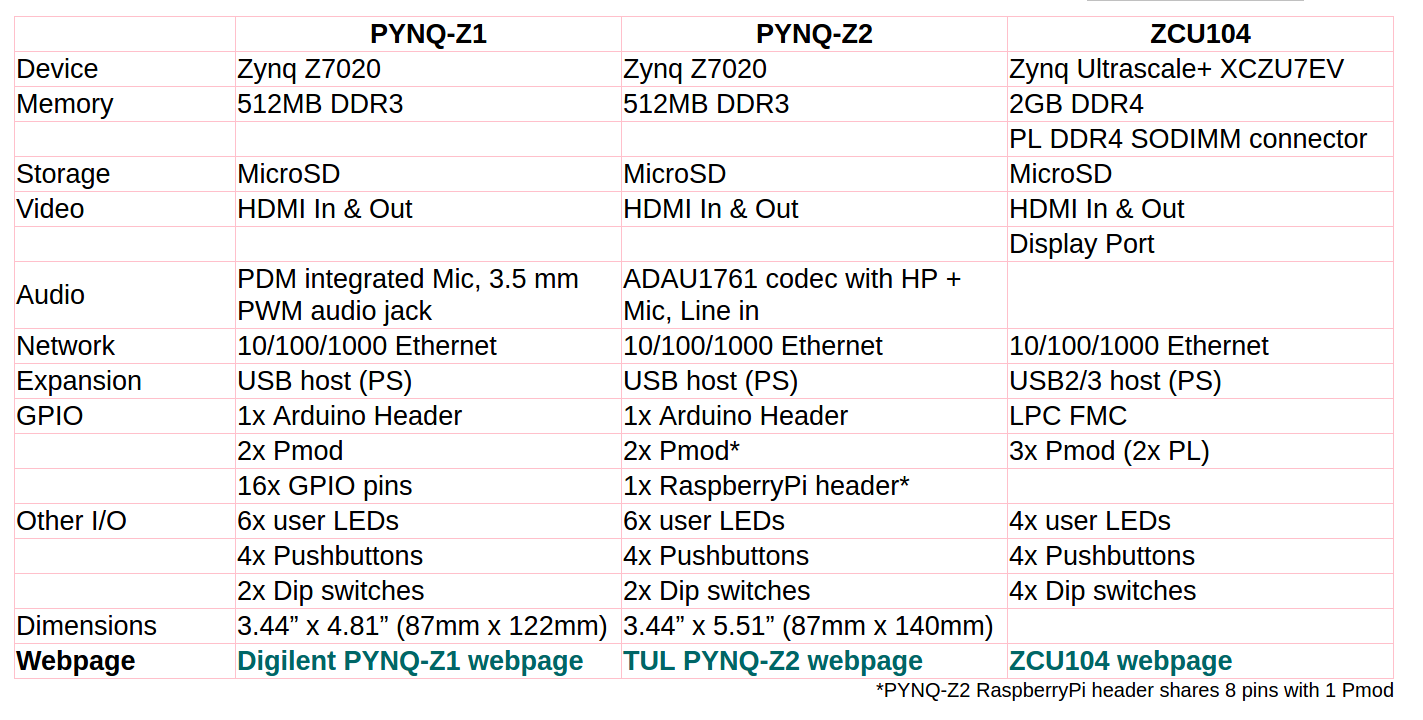 PYNQ-Z1 PYNQ-Z2 ZCU104
Device Zynq Z7020 Zynq Z7020 Zynq Ultrascale+ XCZU7EV
Memory 512MB DDR3 512MB DDR3 2GB DDR4
PL DDR4 SODIMM connector
Storage MicroSD MicroSD MicroSD
Video HDMI In & Out HDMI In & Out HDMI In & Out
Display Port
Audio PDM integrated Mic, 3.5 mm PWM audio jack ADAU1761 codec with HP + Mic, Line in
Network 10/100/1000 Ethernet 10/100/1000 Ethernet 10/100/1000 Ethernet
Expansion USB host (PS) USB host (PS) USB2/3 host (PS)
GPIO 1x Arduino Header 1x Arduino Header LPC FMC
2x Pmod 2x Pmod* 3x Pmod (2x PL)
16x GPIO pins 1x RaspberryPi header*
Other I/O 6x user LEDs 6x user LEDs 4x user LEDs
4x Pushbuttons 4x Pushbuttons 4x Pushbuttons
2x Dip switches 2x Dip switches 4x Dip switches
Dimensions 3.44” x 4.81” (87mm x 122mm) 3.44” x 5.51” (87mm x 140mm)
Webpage Digilent PYNQ-Z1 webpage TUL PYNQ-Z2 webpage ZCU104 webpage
*PYNQ-Z2 RaspberryPi header shares 8 pins with 1 Pmod